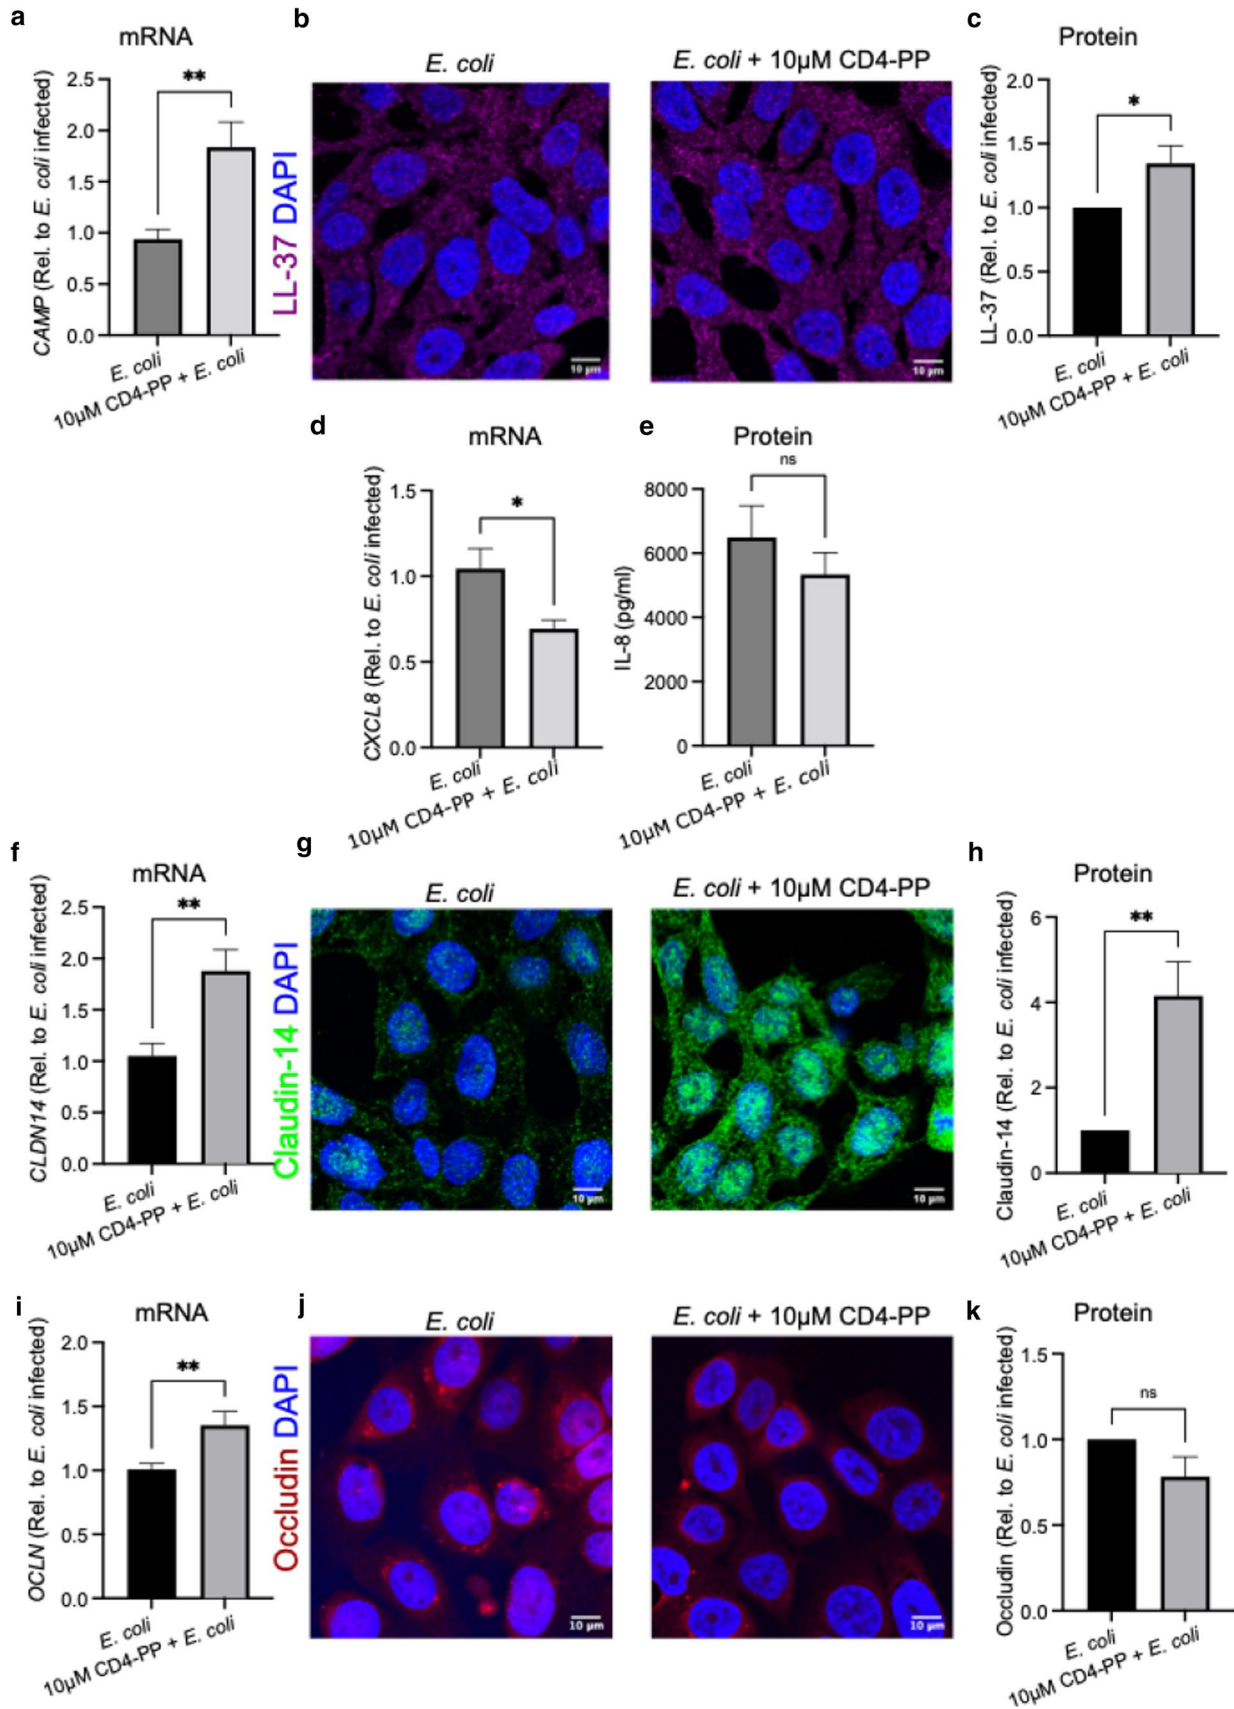 a
mRNA
CAMP (Rel. to E. coli infected)
2.5
2.0
1.5
1.0
0.5
0.0
**
E. coli
10μM CD4-PP + E. coli
b
LL-37 DAPI
E. coli
E. coli + 10μM CD4-PP
10 μm
10 μm
c
Protein
LL-37 (Rel. to E. coli infected)
2.0
1.5
1.0
0.5
0.0
*
E. coli
10μM CD4-PP + E. coli
d
mRNA
CXCL8 (Rel. to E. coli infected)
1.5
1.0
0.5
0.0
*
E. coli
10μM CD4-PP + E. coli
e
Protein
IL-8 (pg/ml)
8000
6000
4000
2000
0
ns
E. coli
10μM CD4-PP + E. coli
f
mRNA
CLDN14 (Rel. to E. coli infected)
2.5
2.0
1.5
1.0
0.5
0.0
**
E. coli
10μM CD4-PP + E. coli
g
Claudin-14 DAPI
E. coli
E. coli + 10μM CD4-PP
10 μm
10 μm
h
Protein
Claudin-14 (Rel. to E. coli infected)
6
4
2
0
**
E. coli
10μM CD4-PP + E. coli
i
mRNA
OCLN (Rel. to E. coli infected)
2.0
1.5
1.0
0.5
0.0
**
E. coli
10μM CD4-PP + E. coli
j
Occludin DAPI
E. coli
E. coli + 10μM CD4-PP
10 μm
10 μm
k
Protein
Occludin (Rel. to E. coli infected)
1.5
1.0
0.5
0.0
ns
E. coli
10μM CD4-PP + E. coli